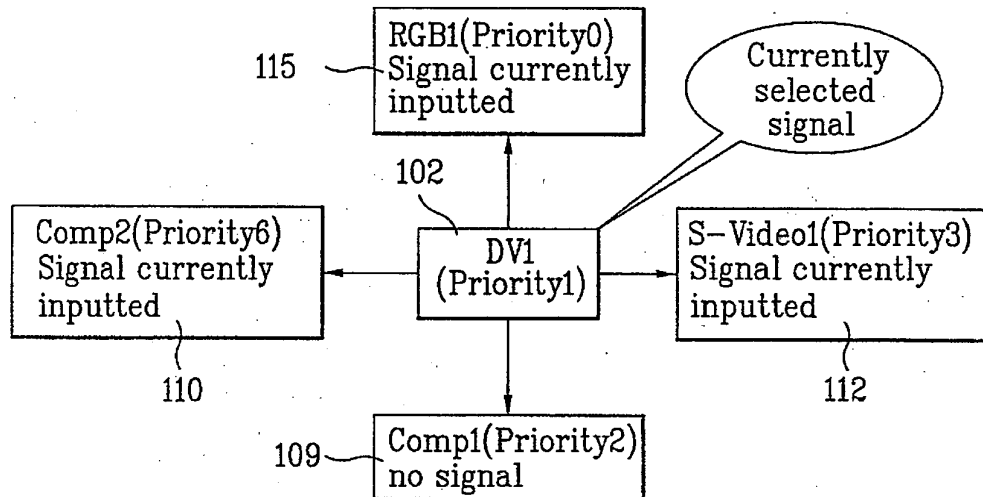 RGB1(Priority0)
Signal currently
inputted
115
Currently
selected
signal
102
Comp2(Priority6)
Signal currently
inputted
110
DV1
(Priority1)
S-Video1(Priority3)
Signal currently
inputted
112
109
Comp1(Priority2)
no signal